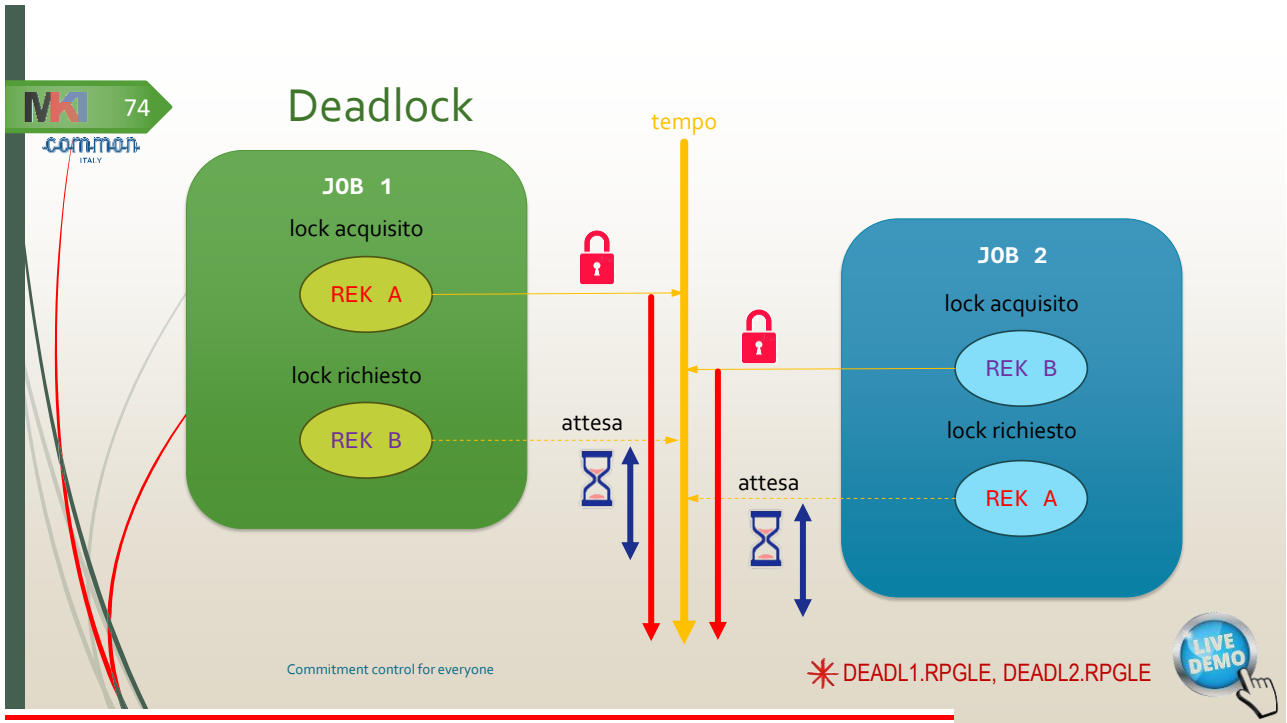 MK1
74
common
ITALY
Deadlock
tempo
JOB 1
lock acquisito
REK A
lock richiesto
REK B
attesa
JOB 2
lock acquisito
REK B
lock richiesto
REK A
attesa
Commitment control for everyone
DEADL1.RPGLE, DEADL2.RPGLE
LIVE
DEMO